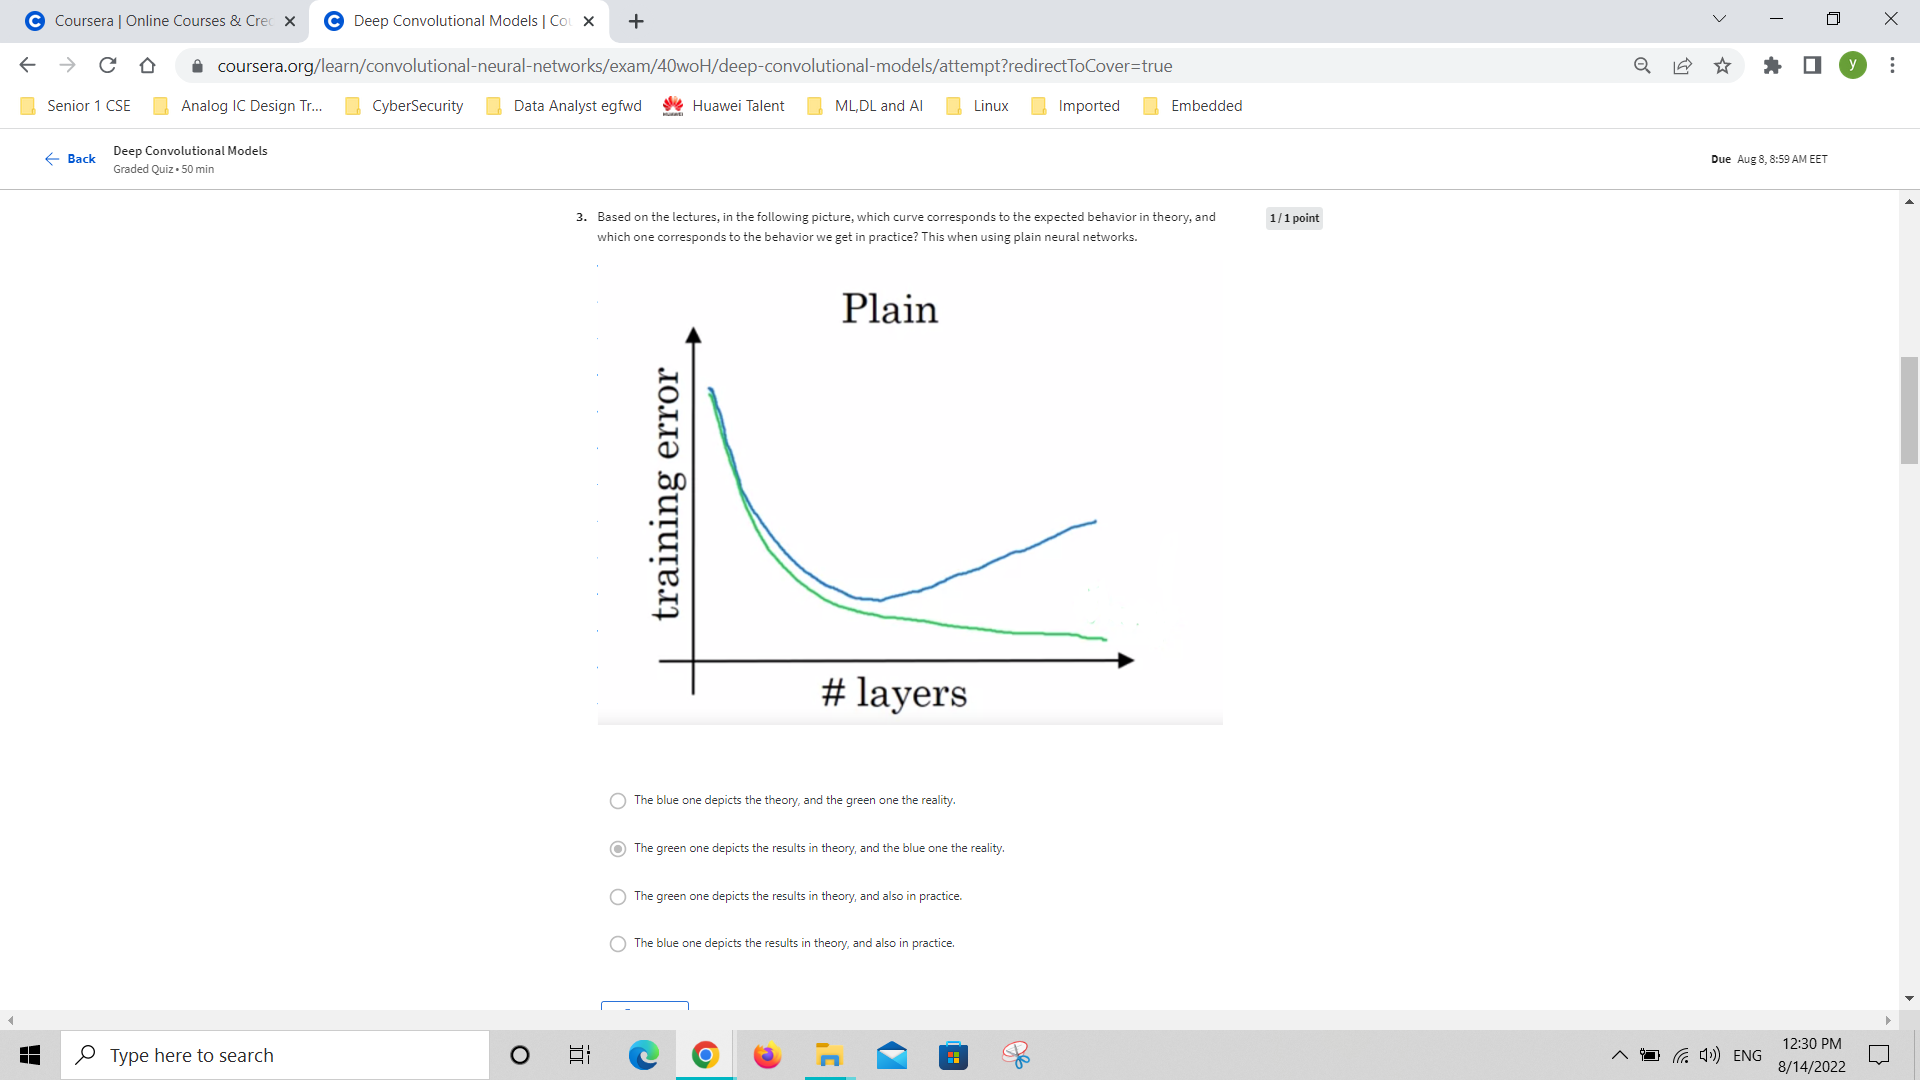 Coursera | Online Courses & Cre
Deep Convolutional Models | Co
coursera.org/learn/convolutional-neural-networks/exam/40woH/deep-convolutional-models/attempt?redirectToCover=true
y
Senior 1 CSE
Analog IC Design Tr...
CyberSecurity
Data Analyst egfwd
Huawei Talent
ML,DL and AI
Linux
Imported
Embedded
Back
Deep Convolutional Models
Graded Quiz • 50 min
Due Aug 8, 8:59 AM EET
3. Based on the lectures, in the following picture, which curve corresponds to the expected behavior in theory, and
which one corresponds to the behavior we get in practice? This when using plain neural networks.
1 / 1 point
Plain
training error
# layers
The blue one depicts the theory, and the green one the reality.
The green one depicts the results in theory, and the blue one the reality.
The green one depicts the results in theory, and also in practice.
The blue one depicts the results in theory, and also in practice.
Type here to search
ENG
12:30 PM
8/14/2022